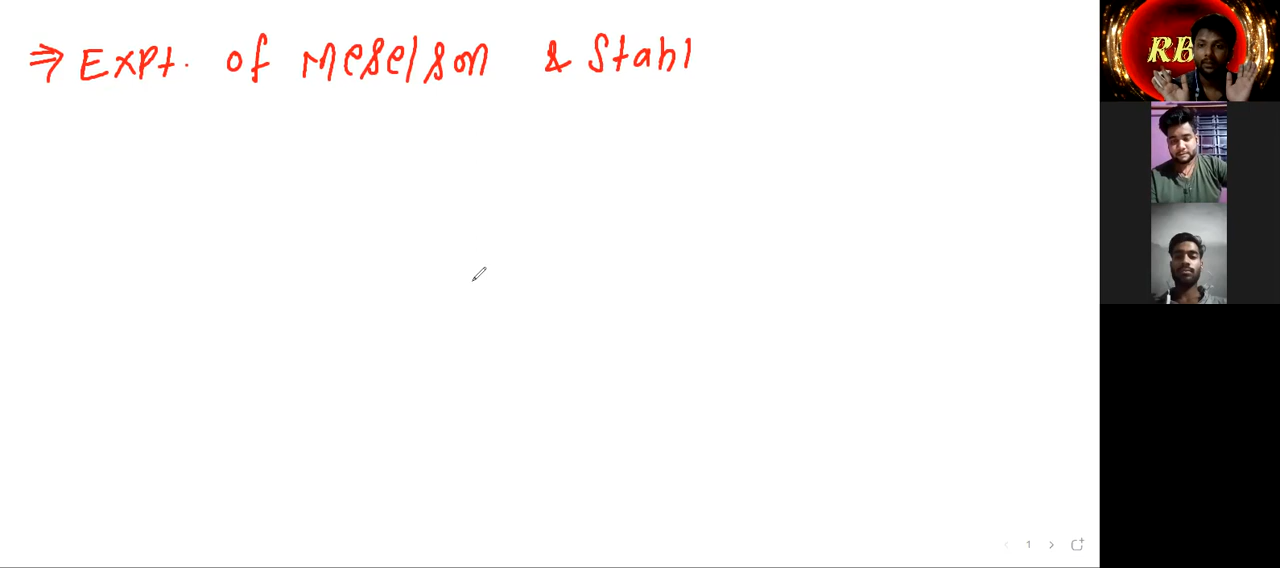 ⇒ Expt. of Meselson & Stahl
RB
1